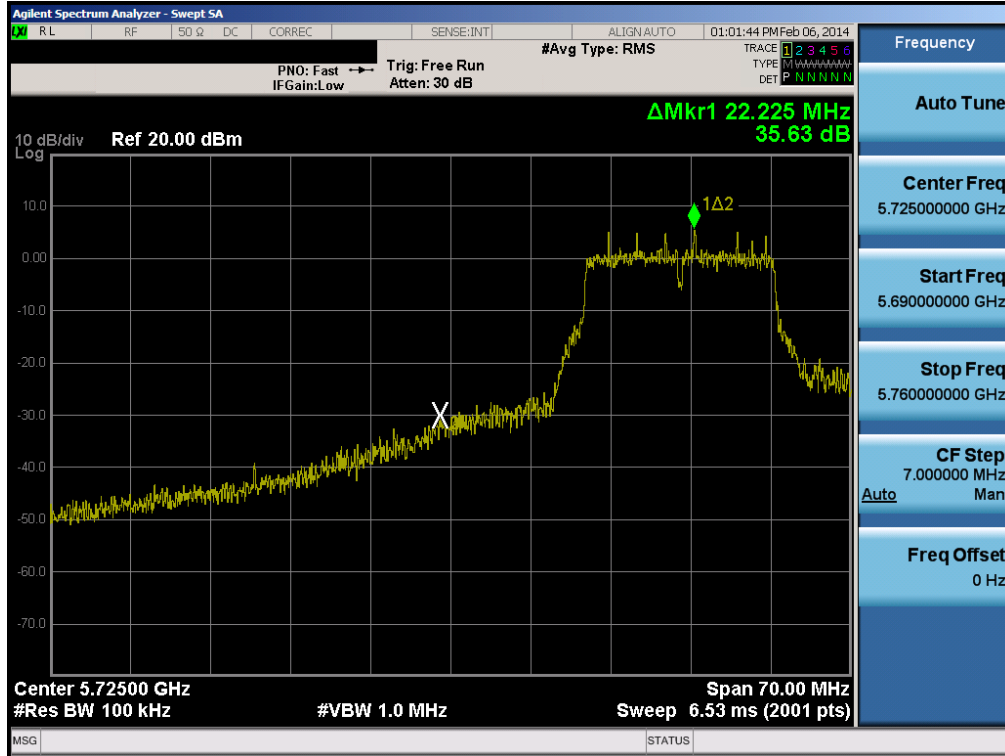 Agilent Spectrum Analyzer - Swept SA
LXI RL RF 50 Ω DC CORREC SENSE:INT ALIGN AUTO 01:01:44 PM Feb 06, 2014
Frequency
PNO: Fast
IFGain:Low
Trig: Free Run
Atten: 30 dB
#Avg Type: RMS
TRACE 1 2 3 4 5 6
TYPE M WWWWW
DET P N N N N N
Auto Tune
ΔMkr1 22.225 MHz
35.63 dB
10 dB/div Ref 20.00 dBm
Log
Center Freq
5.725000000 GHz
1Δ2
10.0
0.00
-10.0
-20.0
-30.0
-40.0
-50.0
-60.0
-70.0
X
Start Freq
5.690000000 GHz
Stop Freq
5.760000000 GHz
CF Step
7.000000 MHz
Auto Man
Freq Offset
0 Hz
Center 5.72500 GHz Span 70.00 MHz
#Res BW 100 kHz #VBW 1.0 MHz Sweep 6.53 ms (2001 pts)
MSG STATUS